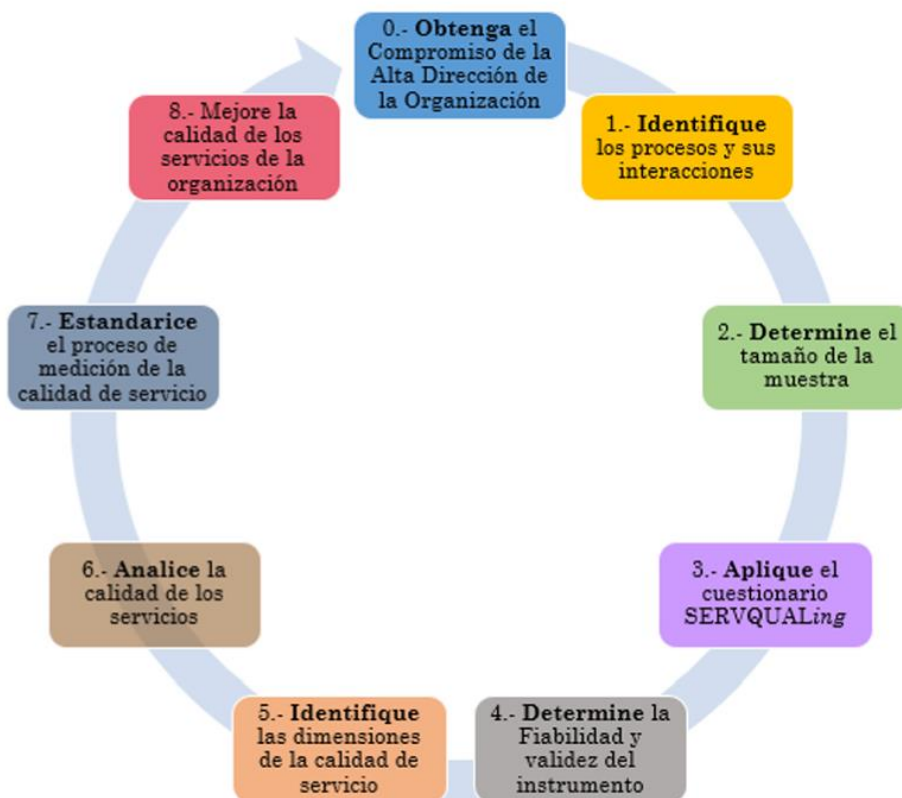 0.- Obtenga el
Compromiso de la
Alta Dirección de
la Organización
1.- Identifique
los procesos y sus
interacciones
2.- Determine el
tamaño de la
muestra
3.- Aplique el
cuestionario
SERVQUALing
4.- Determine la
Fiabilidad y
validez del
instrumento
5.- Identifique
las dimensiones
de la calidad de
servicio
6.- Analice la
calidad de los
servicios
7.- Estandarice
el proceso de
medición de la
calidad de servicio
8.- Mejore la
calidad de los
servicios de la
organización